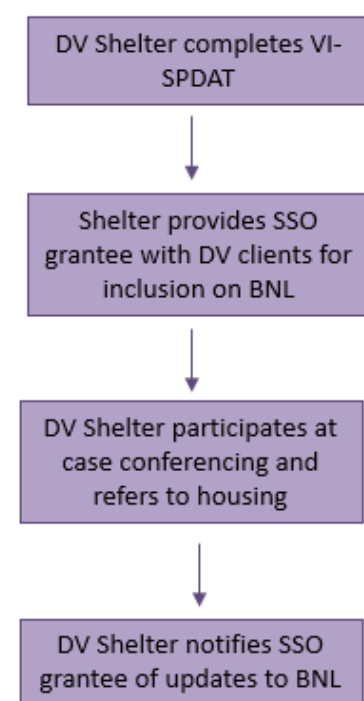 DV Shelter completes VI-
SPDAT
Shelter provides SSO
grantee with DV clients for
inclusion on BNL
DV Shelter participates at
case conferencing and
refers to housing
DV Shelter notifies SSO
grantee of updates to BNL